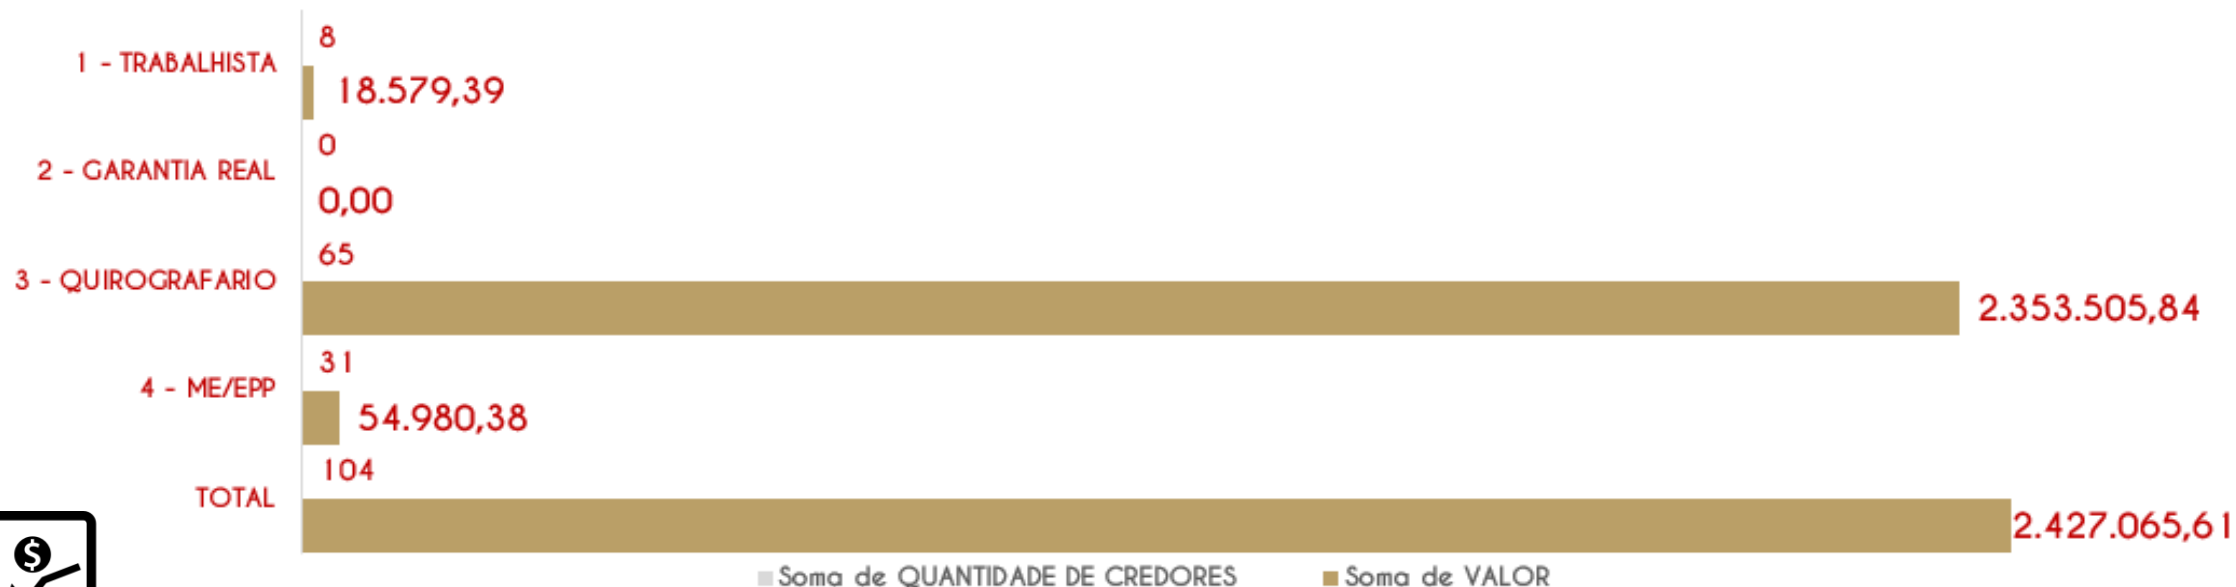 8
1 - TRABALHISTA
18.579,39
0
2 - GARANTIA REAL
0,00
65
3 - QUIROGRAFARIO
2.353.505,84
31
4 - ME/EPP
54.980,38
104
TOTAL
2.427.065,61
$
Soma de QUANTIDADE DE CREDORES Soma de VALOR